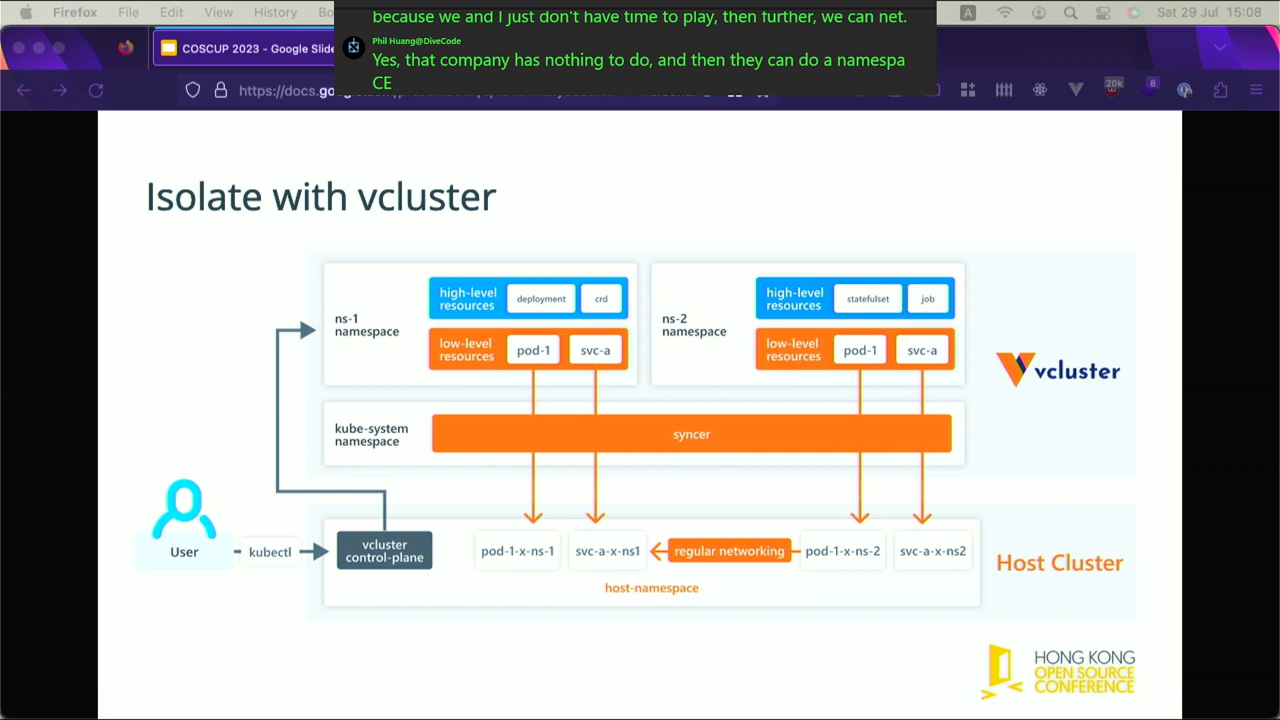 Firefox File Edit View History Bo
A Sat 29 Jul 15:08
because we and I just don't have time to play, then further, we can net.
Phil Huang@DiveCode
Yes, that company has nothing to do, and then they can do a namespa
CE
COSCUP 2023 - Google Slide
https://docs.go
20k
8
Isolate with vcluster
ns-1
namespace
high-level
resources
deployment
crd
low-level
resources
pod-1
svc-a
ns-2
namespace
high-level
resources
statefulset
job
low-level
resources
pod-1
svc-a
vcluster
kube-system
namespace
syncer
User
kubectl
vcluster
control-plane
pod-1-x-ns-1
svc-a-x-ns1
regular networking
pod-1-x-ns-2
svc-a-x-ns2
host-namespace
Host Cluster
HONG KONG
OPEN SOURCE
CONFERENCE